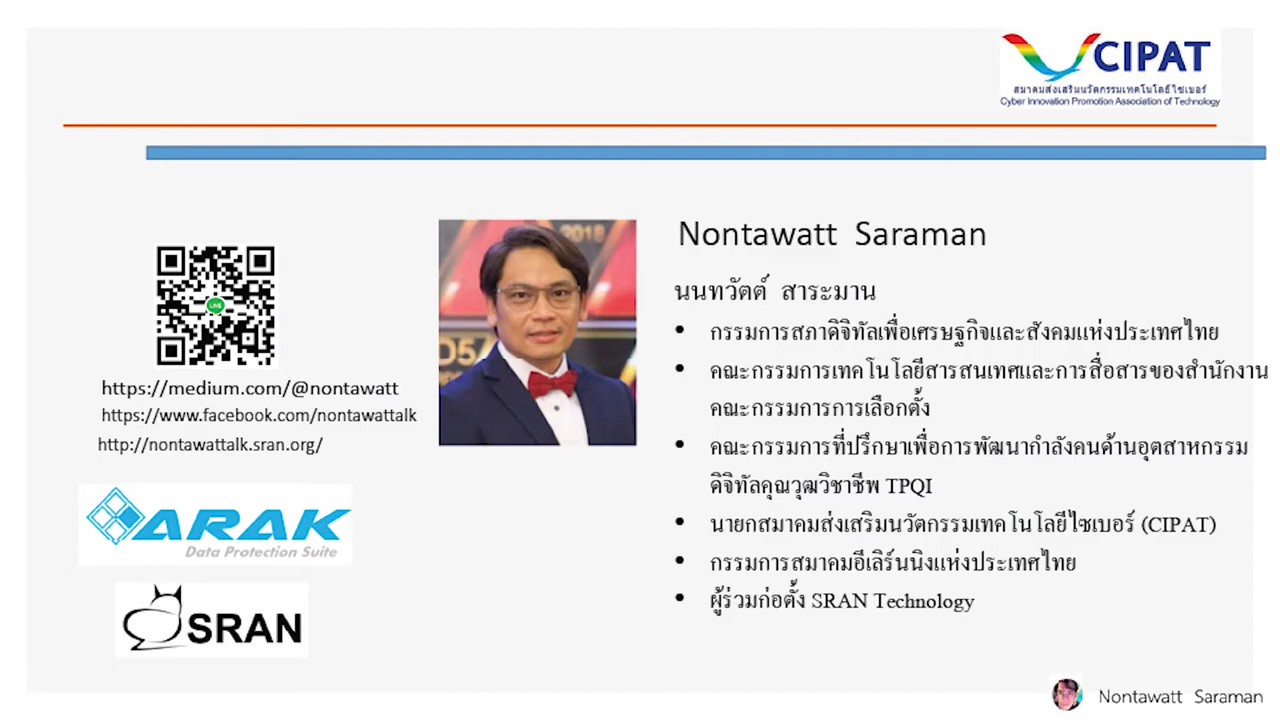 CIPAT
สมาคมส่งเสริมนวัตกรรมเทคโนโลยีไซเบอร์
Cyber Innovation Promotion Association of Technology
2018
D5
LINE
https://medium.com/@nontawatt
https://www.facebook.com/nontawattalk
http://nontawattalk.sran.org/
ARAK
Data Protection Suite
SRAN
Nontawatt Saraman
นนทวัตต์ สาระมาน
• กรรมการสภาดิจิทัลเพื่อเศรษฐกิจและสังคมแห่งประเทศไทย
• คณะกรรมการเทคโนโลยีสารสนเทศและการสื่อสารของสำนักงาน
คณะกรรมการการเลือกตั้ง
• คณะกรรมการที่ปรึกษาเพื่อการพัฒนากำลังคนด้านอุตสาหกรรม
ดิจิทัลคุณวุฒวิชาชีพ TPQI
• นายกสมาคมส่งเสริมนวัตกรรมเทคโนโลยีไซเบอร์ (CIPAT)
• กรรมการสมาคมอีเลิร์นนิงแห่งประเทศไทย
• ผู้ร่วมก่อตั้ง SRAN Technology
Nontawatt Saraman